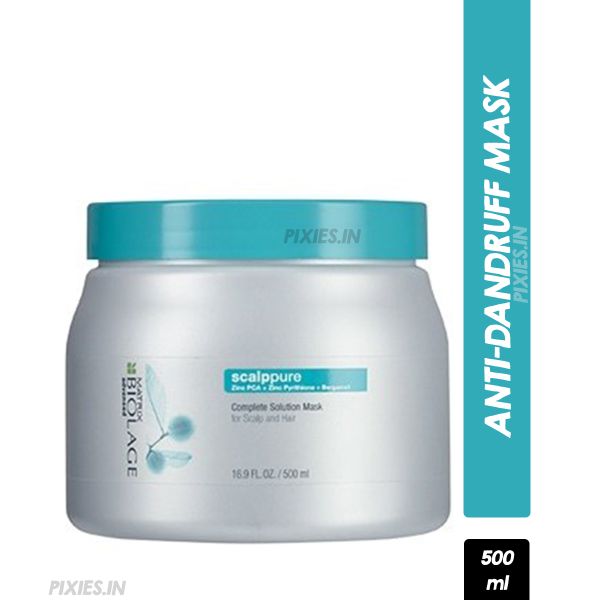 PIXIES.IN
scalppure
Zinc PCA + Zinc Pyrithione + Bergamot
Complete Solution Mask
for Scalp and Hair
16.9 FL.OZ. / 500 ml
MATRIX
BIOLAGE
advanced
ANTI-DANDRUFF MASK
PIXIES.IN
500
ml
PIXIES.IN